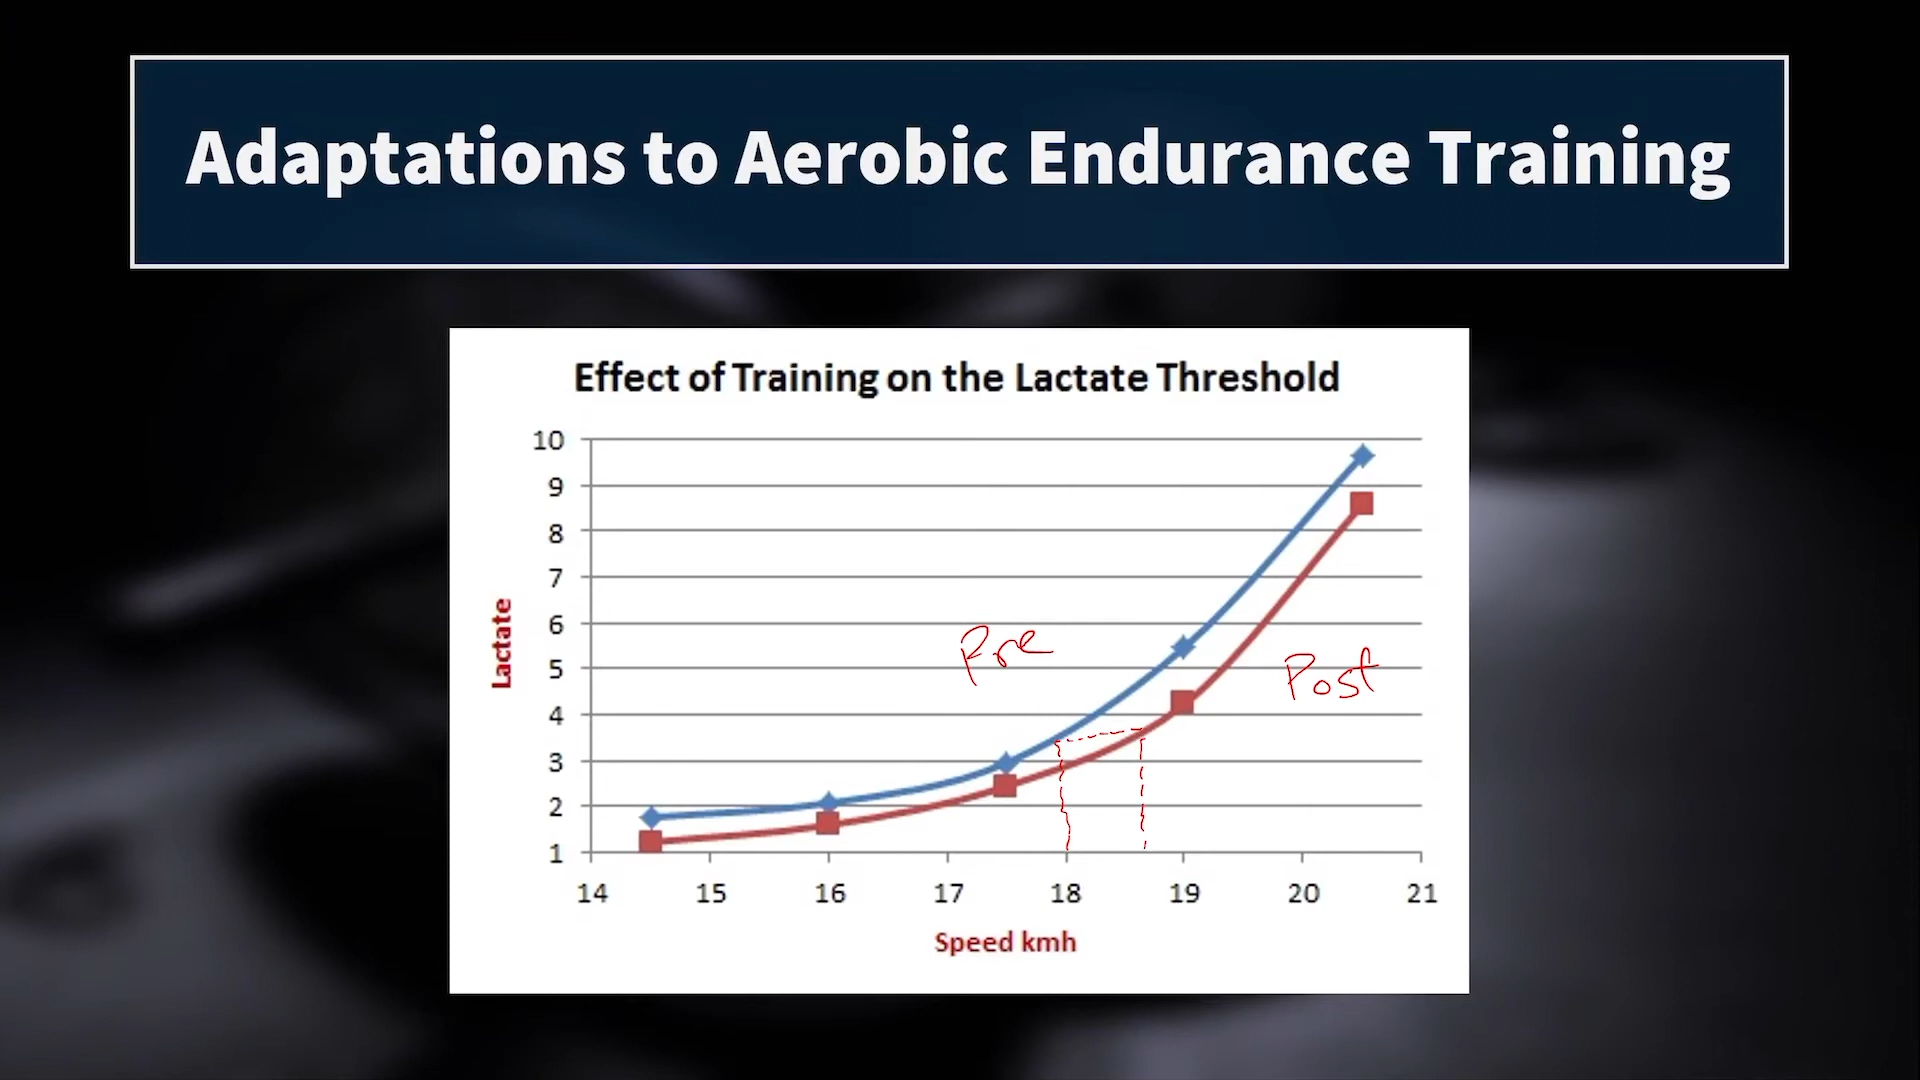 Adaptations to Aerobic Endurance Training
Effect of Training on the Lactate Threshold
10
9
8
7
6
5
4
3
2
1
Lactate
Pre
Post
14 15 16 17 18 19 20 21
Speed kmh